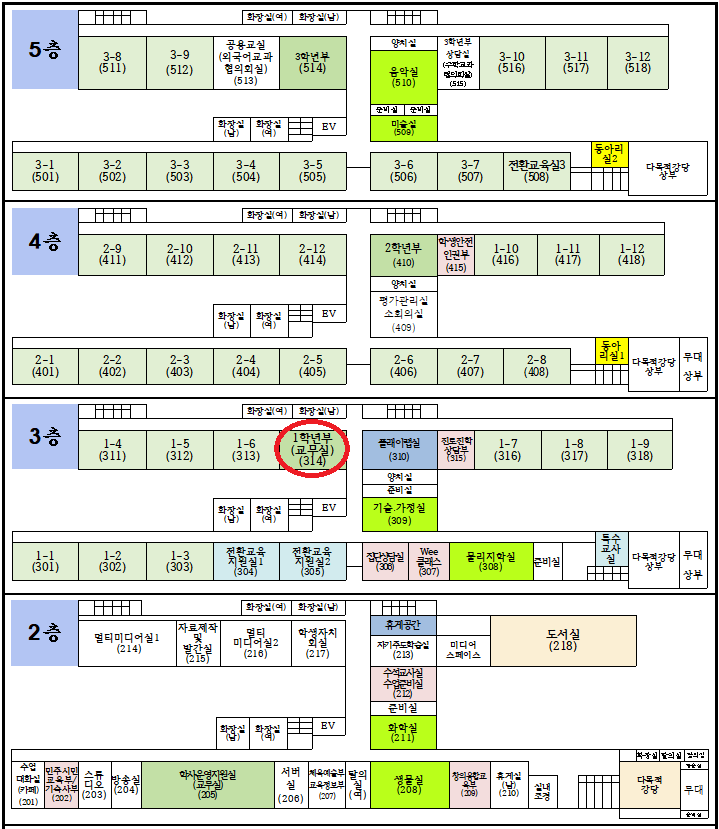 화장실(여) 화장실(남)
5층
3-8
(511)
3-9
(512)
공용교실
(외국어교과
협의회실)
(513)
3학년부
(514)
양치실
음악실
(510)
준비실 준비실
미술실
(509)
3학년부
상담실
(수학교과
협의회실)
(515)
3-10
(516)
3-11
(517)
3-12
(518)
화장실
(남)
화장실
(여)
EV
3-1
(501)
3-2
(502)
3-3
(503)
3-4
(504)
3-5
(505)
3-6
(506)
3-7
(507)
전환교육실3
(508)
동아리
실2
다목적강당
상부
화장실(여) 화장실(남)
4층
2-9
(411)
2-10
(412)
2-11
(413)
2-12
(414)
2학년부
(410)
학생안전
인권부
(415)
1-10
(416)
1-11
(417)
1-12
(418)
양치실
평가관리실
소회의실
(409)
화장실
(남)
화장실
(여)
EV
2-1
(401)
2-2
(402)
2-3
(403)
2-4
(404)
2-5
(405)
2-6
(406)
2-7
(407)
2-8
(408)
동아
리실1
다목적강당
상부
무대
상부
화장실(여) 화장실(남)
3층
1-4
(311)
1-5
(312)
1-6
(313)
1학년부
(교무실)
(314)
플레이랩실
(310)
진로진학
상담부
(315)
1-7
(316)
1-8
(317)
1-9
(318)
양치실
준비실
기술.가정실
(309)
화장실
(남)
화장실
(여)
EV
1-1
(301)
1-2
(302)
1-3
(303)
전환교육
지원실1
(304)
전환교육
지원실2
(305)
집단상담실
(306)
Wee
클래스
(307)
물리지학실
(308)
준비실
특수
교사
실
다목적강당
상부
무대
상부
화장실(여) 화장실(남)
2층
멀티미디어실1
(214)
자료제작
및
발간실
(215)
멀티
미디어실2
(216)
학생자치
회실
(217)
휴게공간
자기주도학습실
(213)
미디어
스페이스
도서실
(218)
수석교사실
수업준비실
(212)
준비실
화학실
(211)
화장실
(남)
화장실
(여)
EV
수업
대화실
(카페)
(201)
민주시민
교육부/
기숙사부
(202)
스튜
디오
(203)
방송실
(204)
학사운영지원실
(교무실)
(205)
서버
실
(206)
체육예술부
교육정보부
(207)
탈의
실
(여)
생물실
(208)
창의융합교
육부
(209)
휴게실
(남)
(210)
실내
조경
화장실 탈의실 탈의실
다목적
강당
무대